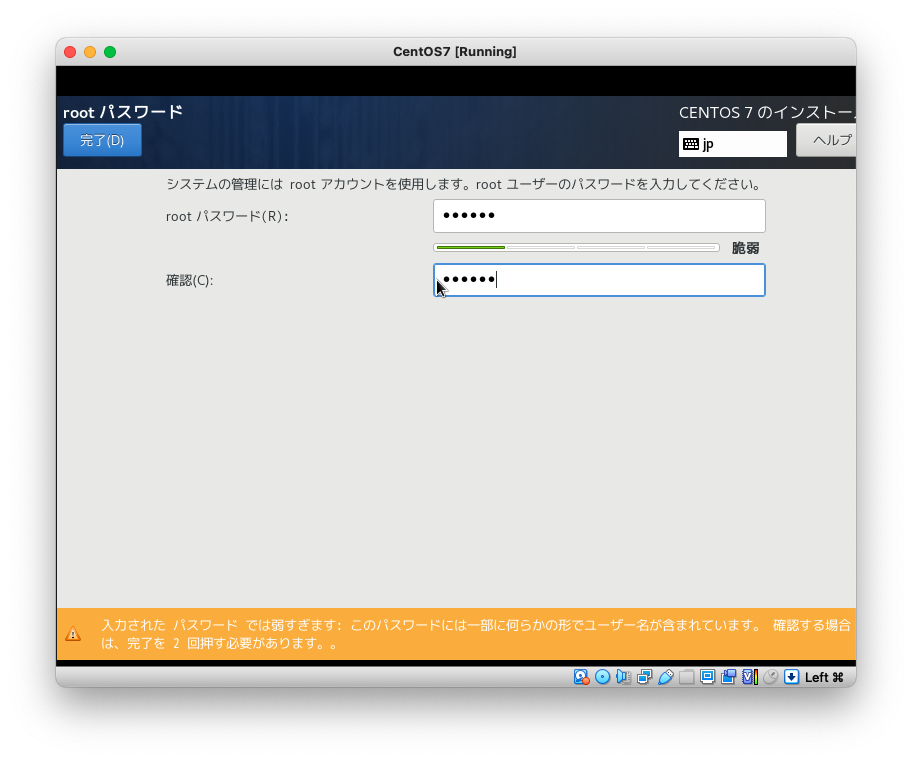 CentOS7 [Running]
root パスワード
CENTOS 7 のインストー
完了(D)
jp
ヘルプ
システムの管理には root アカウントを使用します。root ユーザーのパスワードを入力してください。
root パスワード(R):
••••••
脆弱
確認(C):
••••••
入力された パスワード では弱すぎます: このパスワードには一部に何らかの形でユーザー名が含まれています。 確認する場合
は、完了を 2 回押す必要があります。。
Left ⌘